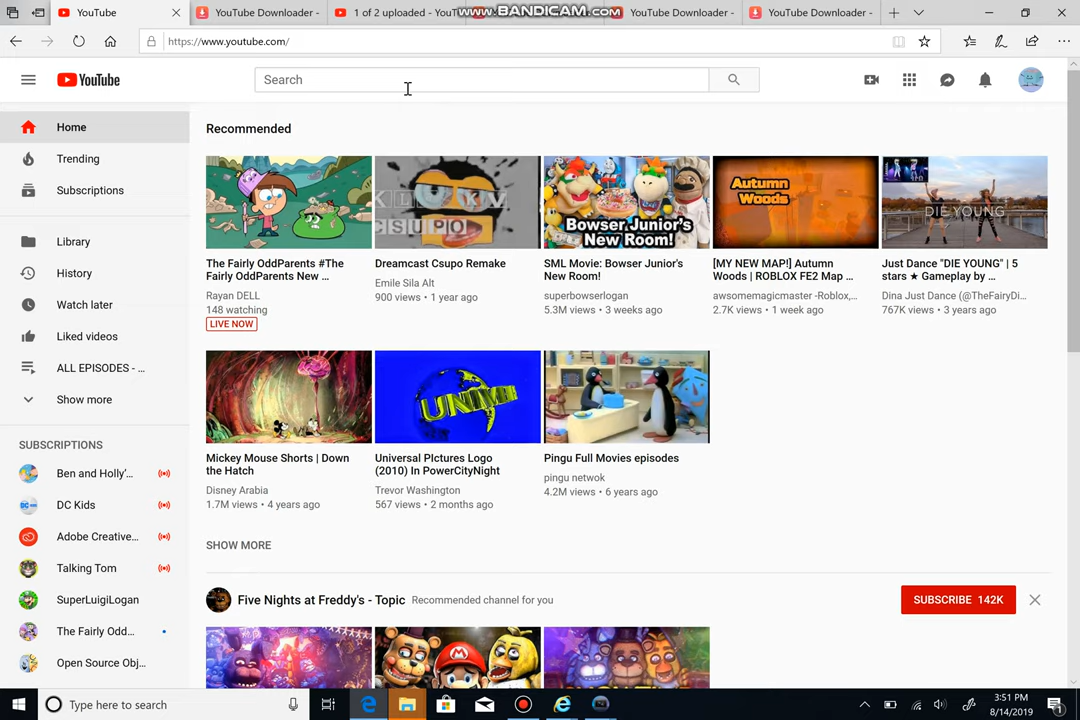 YouTube
YouTube Downloader -
1 of 2 uploaded - YouT
www.BANDICAM.com
YouTube Downloader -
YouTube Downloader -
https://www.youtube.com/
YouTube
Search
Home
Trending
Subscriptions
Library
History
Watch later
Liked videos
ALL EPISODES - ...
Show more
SUBSCRIPTIONS
Ben and Holly'...
DC Kids
Adobe Creative...
Talking Tom
SuperLuigiLogan
The Fairly Odd...
Open Source Obj...
Recommended
The Fairly OddParents #The
Fairly OddParents New ...
Rayan DELL
148 watching
LIVE NOW
CSUPO
Dreamcast Csupo Remake
Emile Sila Alt
900 views • 1 year ago
Bowser Junior's
New Room!
SML Movie: Bowser Junior's
New Room!
superbowserlogan
5.3M views • 3 weeks ago
Autumn
Woods
[MY NEW MAP!] Autumn
Woods | ROBLOX FE2 Map ...
awsomemagicmaster -Roblox,...
2.7K views • 1 week ago
DIE YOUNG
Just Dance "DIE YOUNG" | 5
stars ★ Gameplay by ...
Dina Just Dance (@TheFairyDi...
767K views • 3 years ago
Mickey Mouse Shorts | Down
the Hatch
Disney Arabia
1.7M views • 4 years ago
Universal PIctures Logo
(2010) In PowerCityNight
Trevor Washington
567 views • 2 months ago
Pingu Full Movies episodes
pingu netwok
4.2M views • 6 years ago
SHOW MORE
Five Nights at Freddy's - Topic
Recommended channel for you
SUBSCRIBE 142K
Type here to search
3:51 PM
8/14/2019